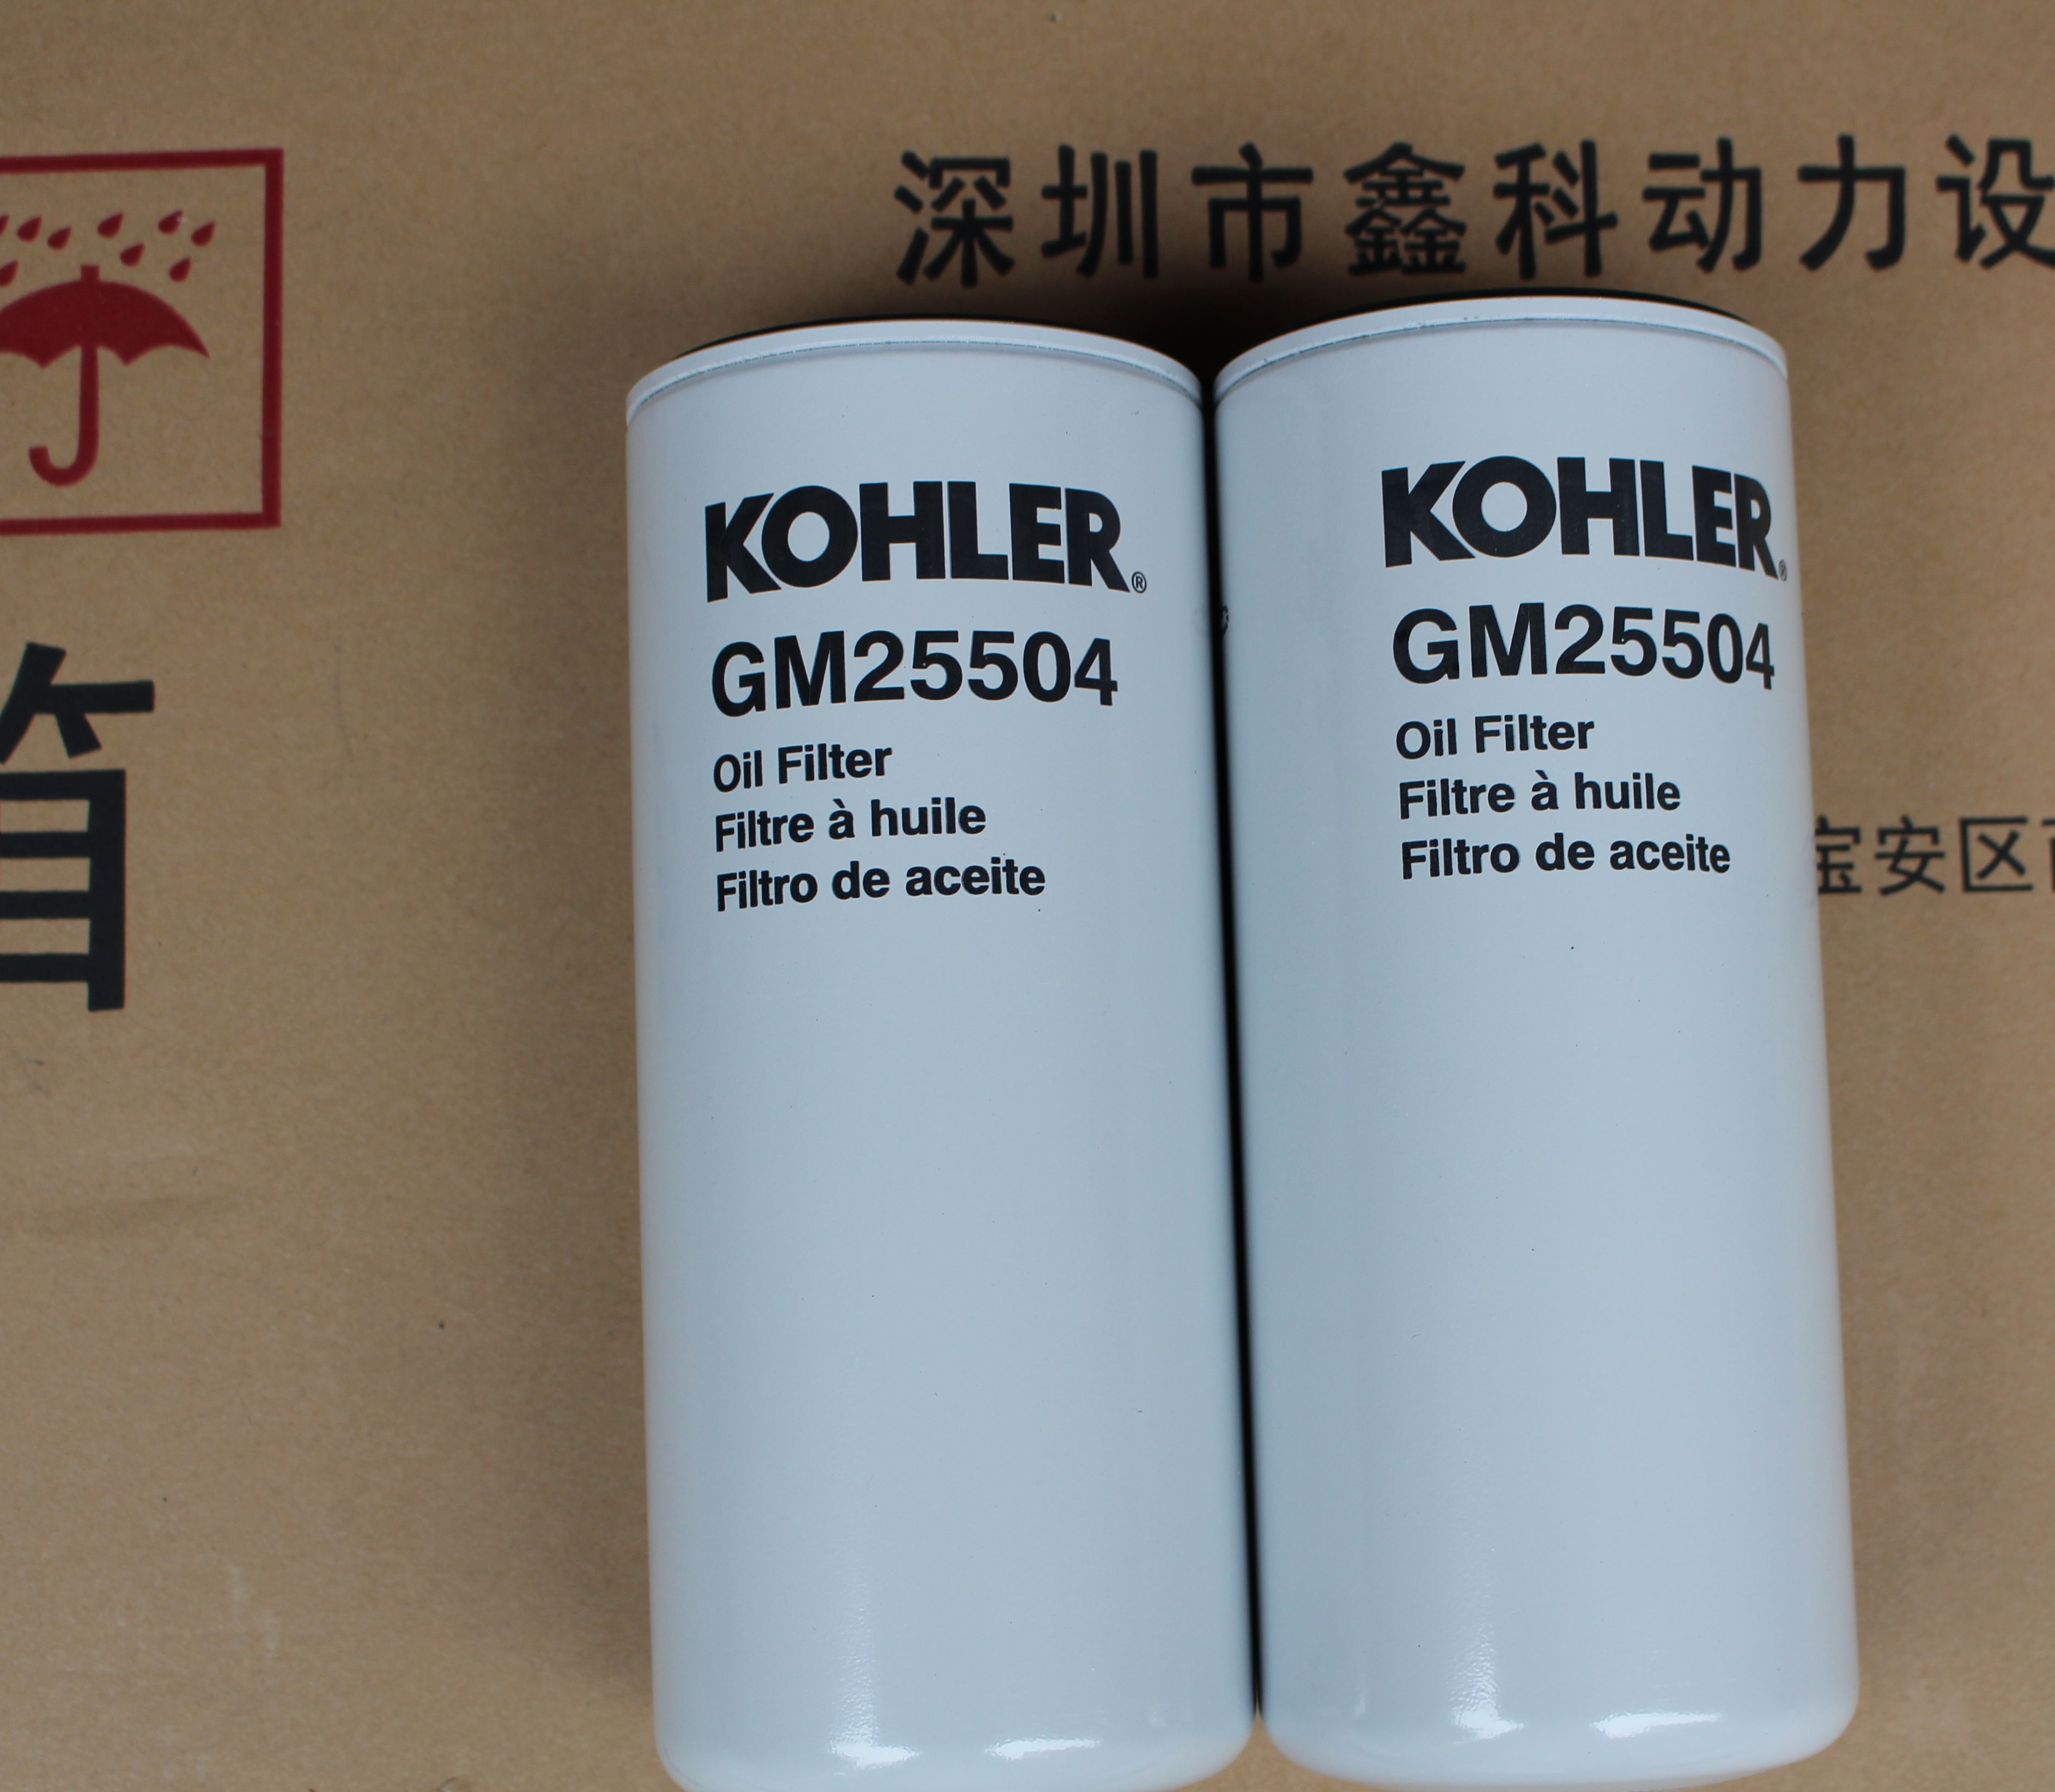 深圳市鑫科动力设
KOHLER®
GM25504
Oil Filter
Filtre à huile
Filtro de aceite
KOHLER®
GM25504
Oil Filter
Filtre à huile
Filtro de aceite
宝安区